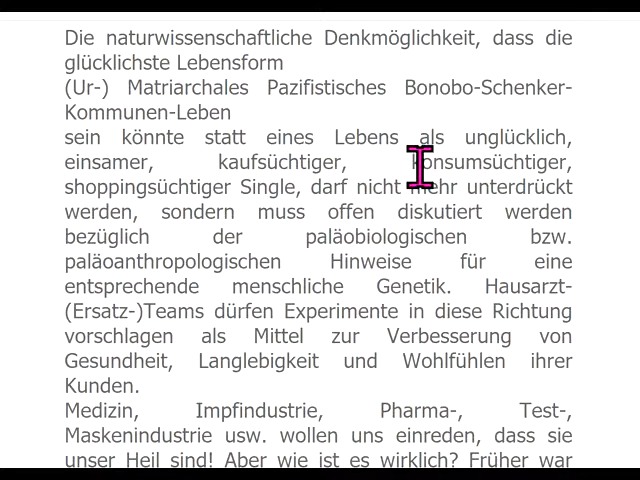 Die naturwissenschaftliche Denkmöglichkeit, dass die
glücklichste Lebensform
(Ur-) Matriarchales Pazifistisches Bonobo-Schenker-
Kommunen-Leben
sein könnte statt eines Lebens als unglücklich,
einsamer, kaufsüchtiger, konsumsüchtiger,
shoppingsüchtiger Single, darf nicht mehr unterdrückt
werden, sondern muss offen diskutiert werden
bezüglich der paläobiologischen bzw.
paläoanthropologischen Hinweise für eine
entsprechende menschliche Genetik. Hausarzt-
(Ersatz-)Teams dürfen Experimente in diese Richtung
vorschlagen als Mittel zur Verbesserung von
Gesundheit, Langlebigkeit und Wohlfühlen ihrer
Kunden.
Medizin, Impfindustrie, Pharma-, Test-,
Maskenindustrie usw. wollen uns einreden, dass sie
unser Heil sind! Aber wie ist es wirklich? Früher war